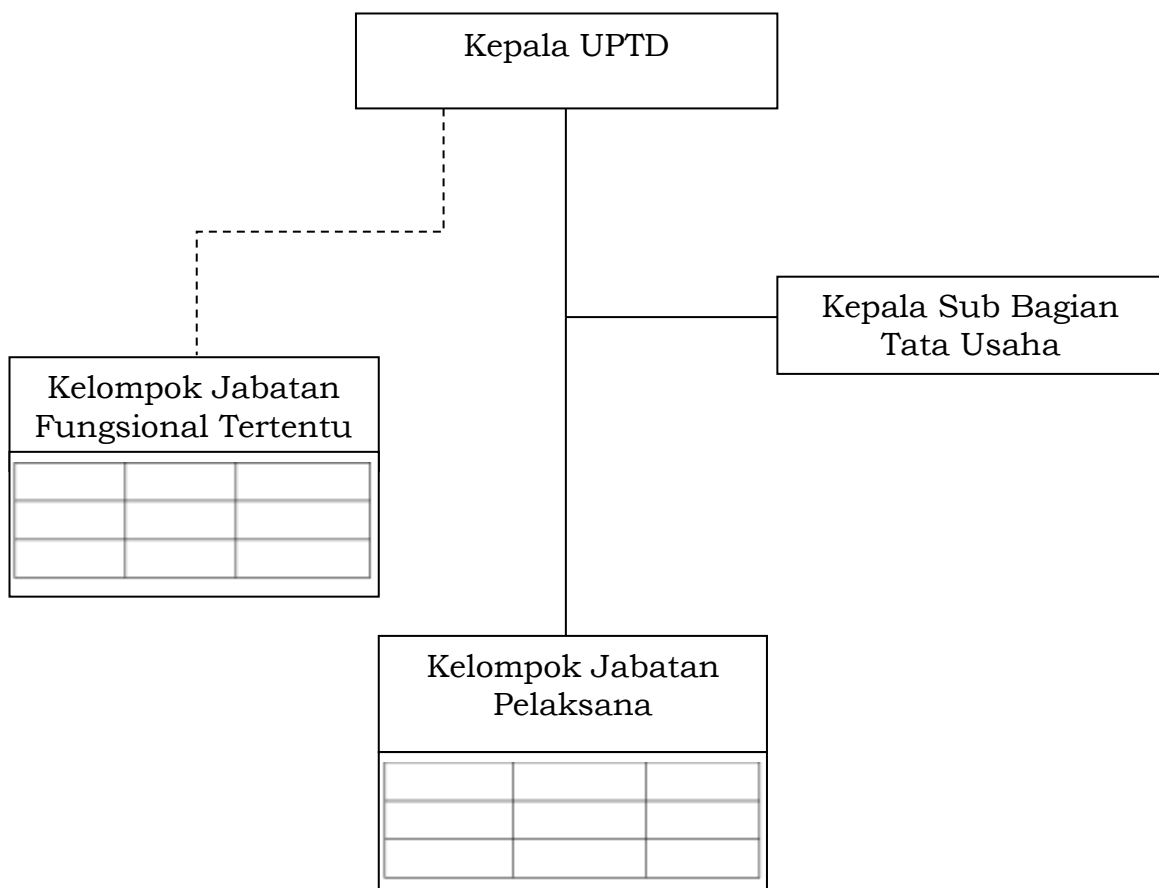 Kepala UPTD
Kepala Sub Bagian
Tata Usaha
Kelompok Jabatan
Fungsional Tertentu
Kelompok Jabatan
Pelaksana